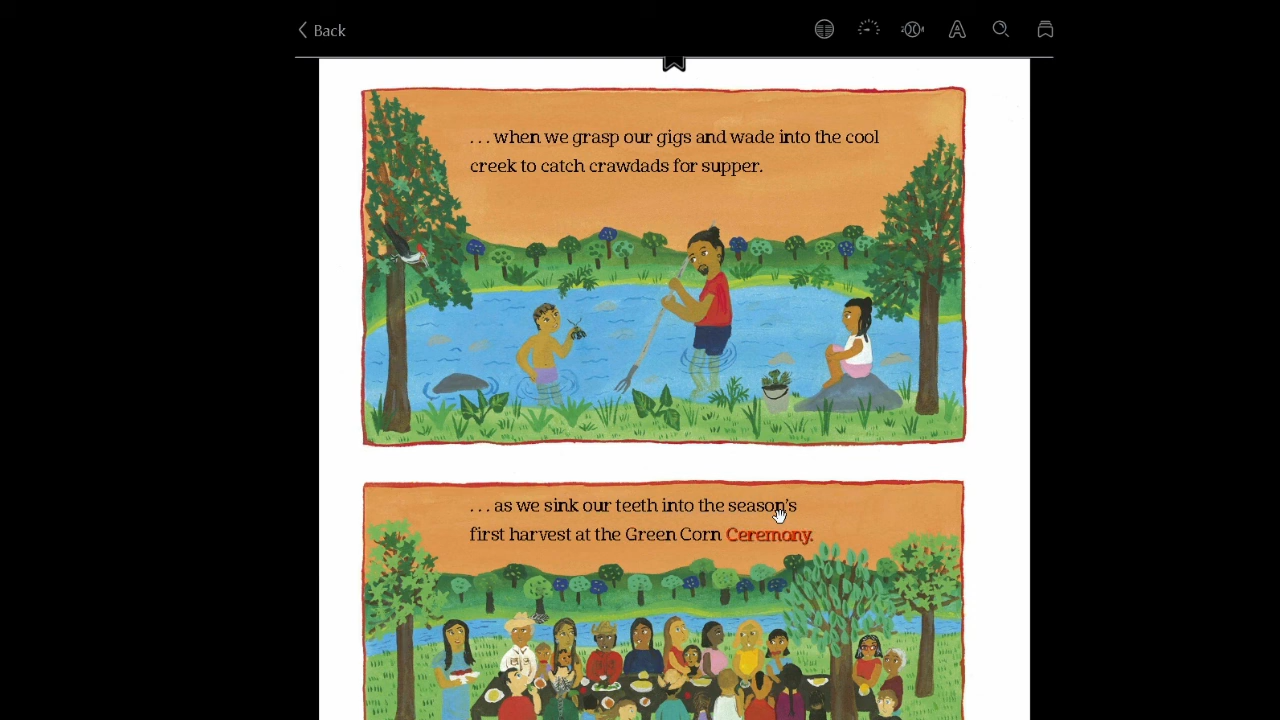 Back
. . . when we grasp our gigs and wade into the cool
creek to catch crawdads for supper.
. . . as we sink our teeth into the season's
first harvest at the Green Corn Ceremony.